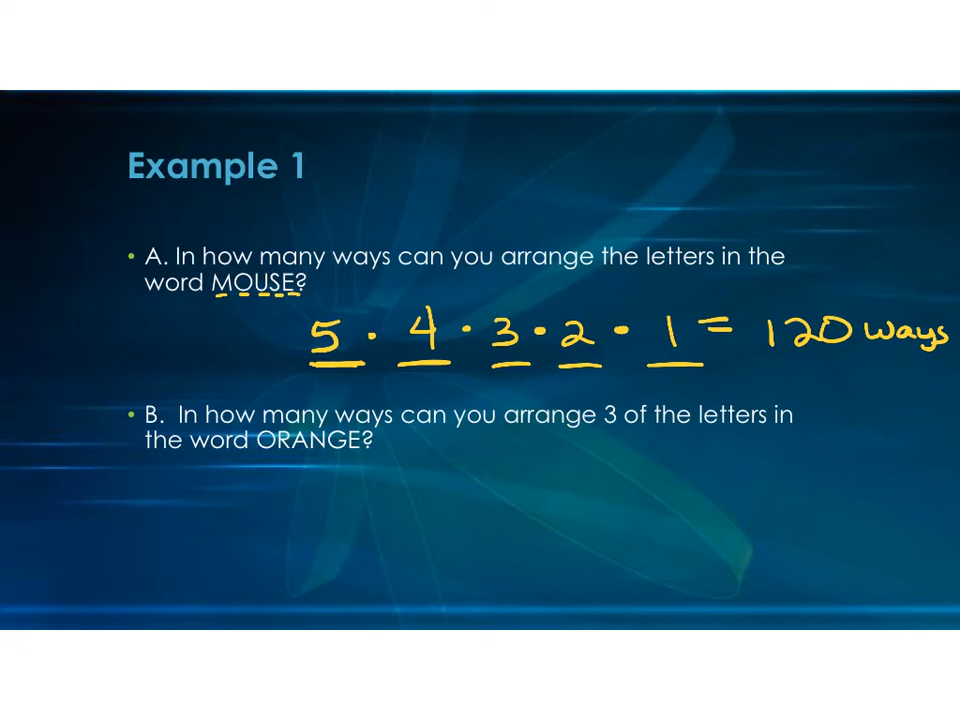 Example 1
• A. In how many ways can you arrange the letters in the
word MOUSE?
5 · 4 · 3 · 2 · 1 = 120 ways
• B. In how many ways can you arrange 3 of the letters in
the word ORANGE?